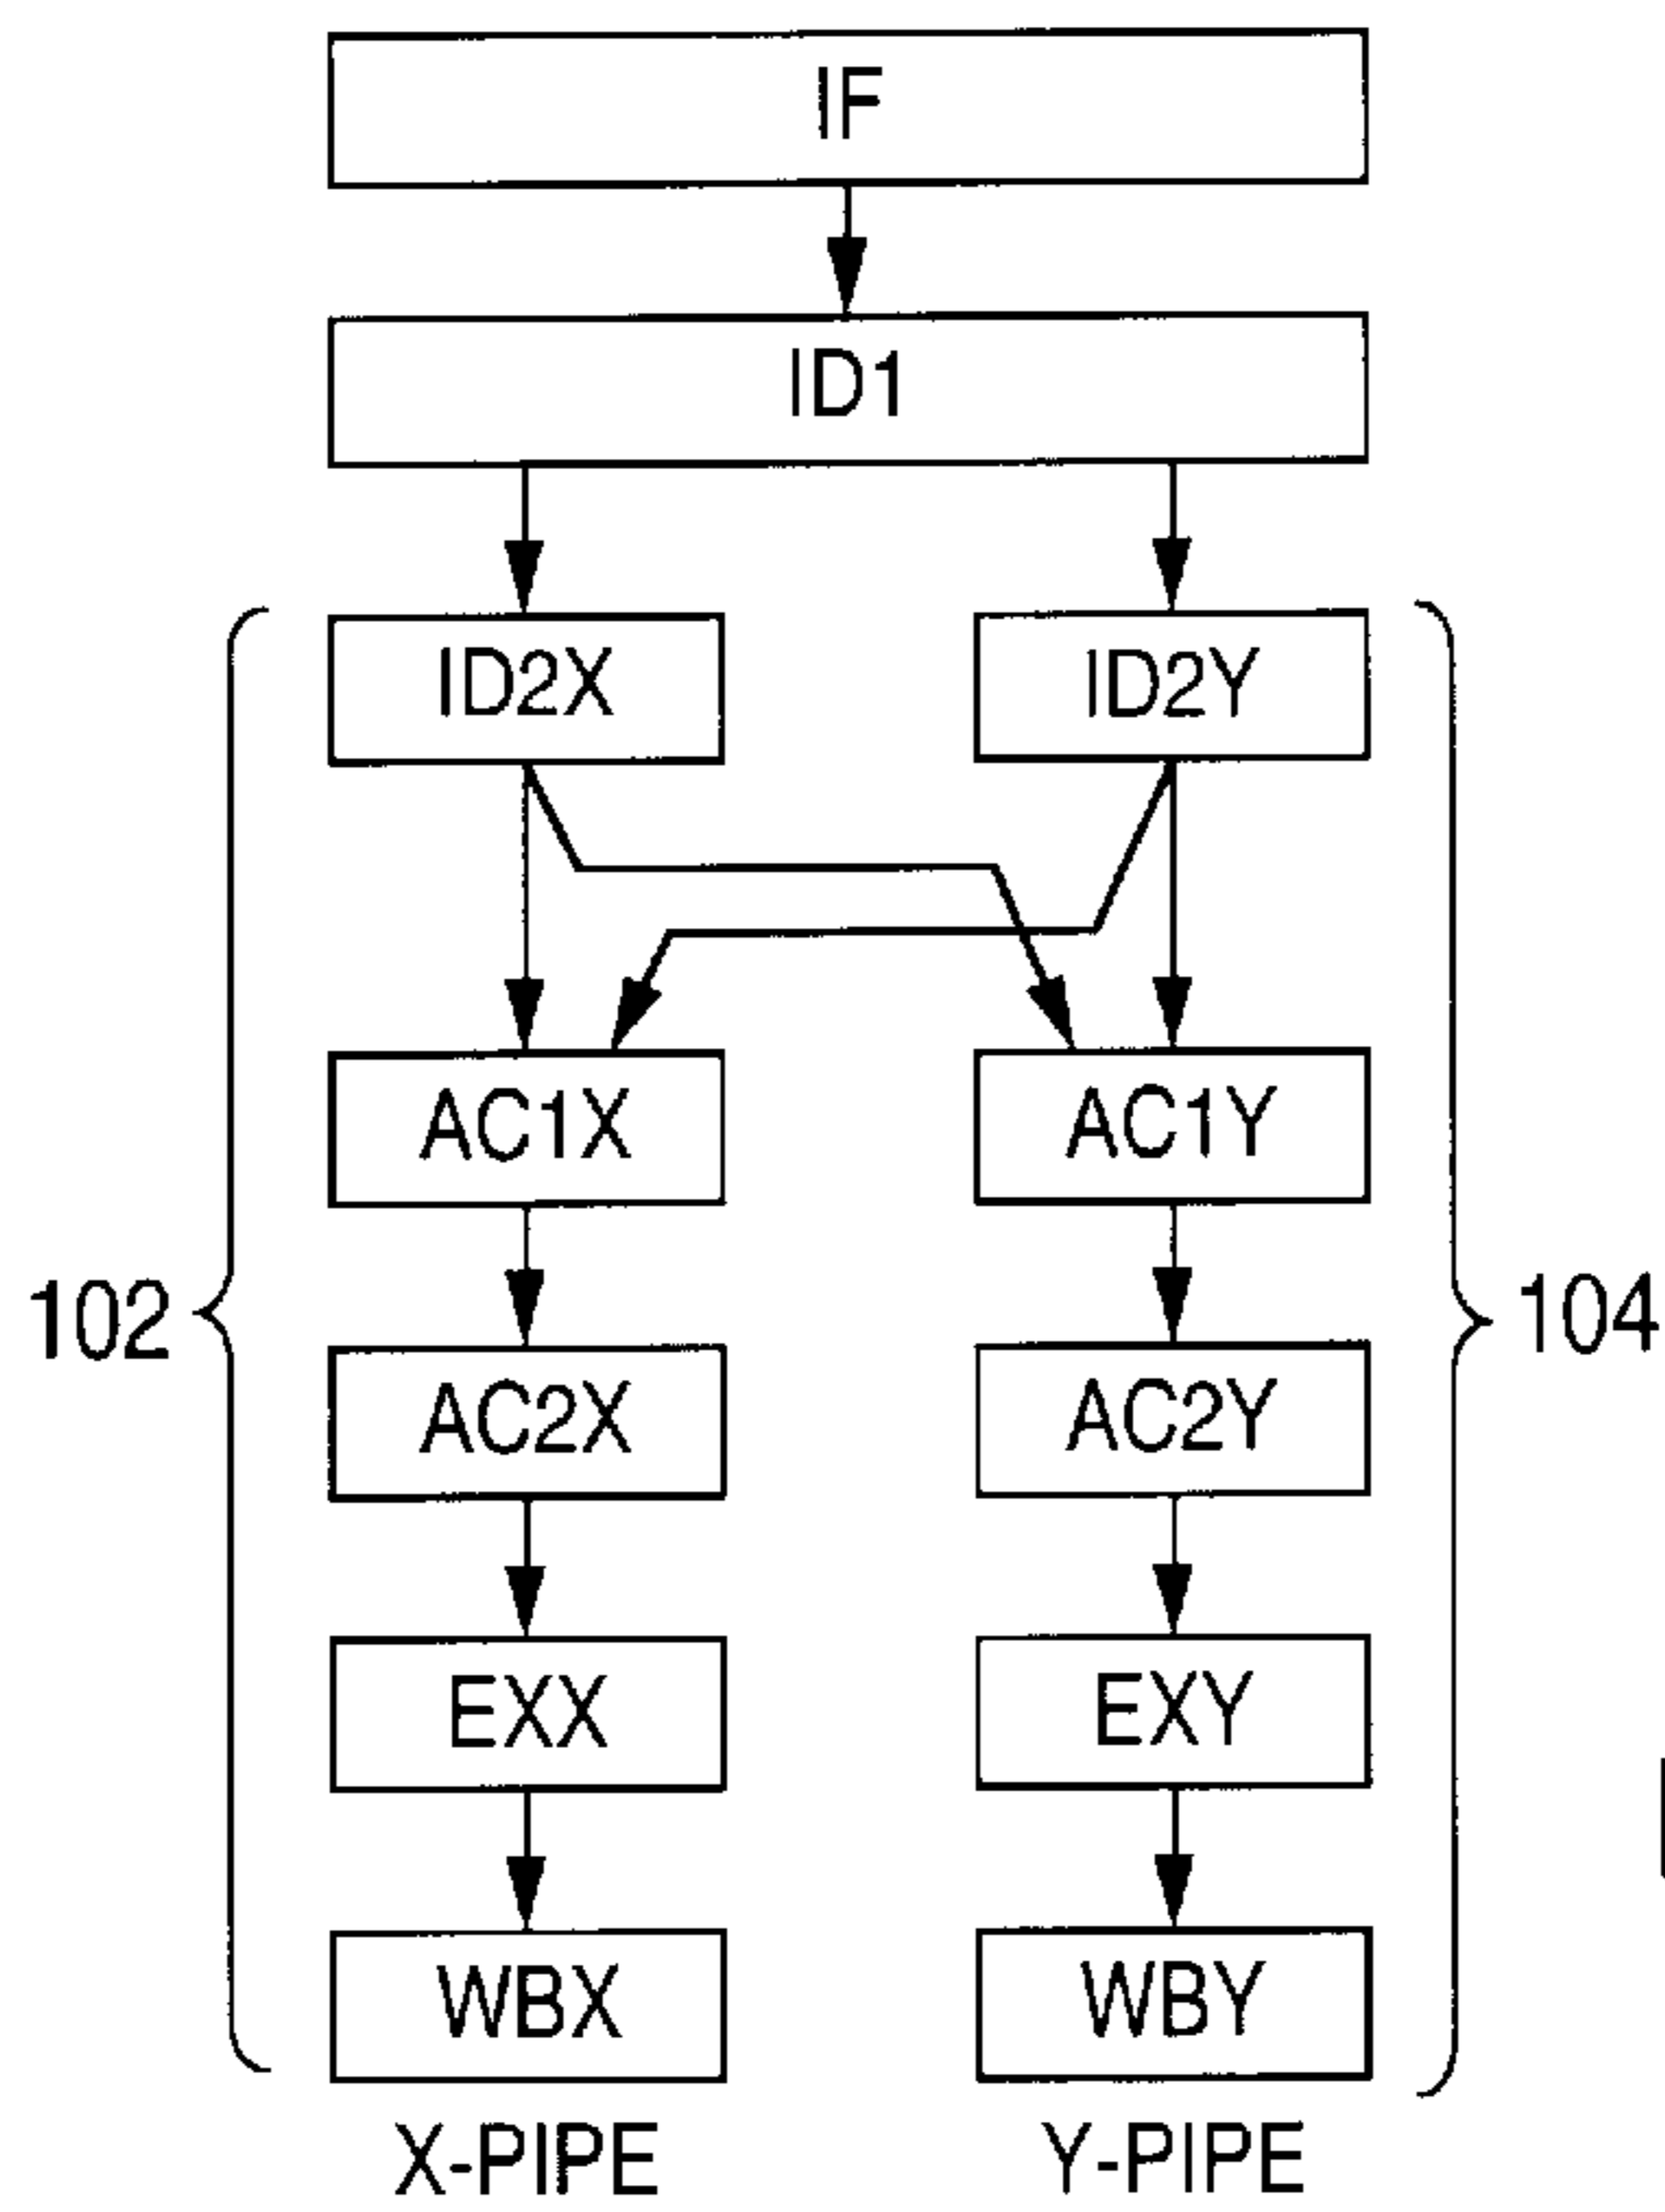 IF
ID1
ID2X
ID2Y
AC1X
AC1Y
102
104
AC2X
AC2Y
EXX
EXY
WBX
WBY
X-PIPE
Y-PIPE